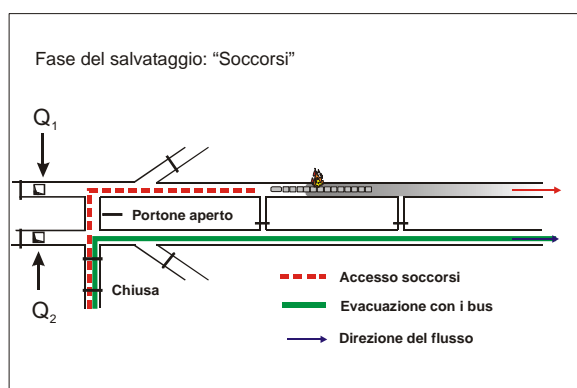 Fase del salvataggio: “Soccorsi”
Q1
Portone aperto
Chiusa
Q2
Accesso soccorsi
Evacuazione con i bus
Direzione del flusso